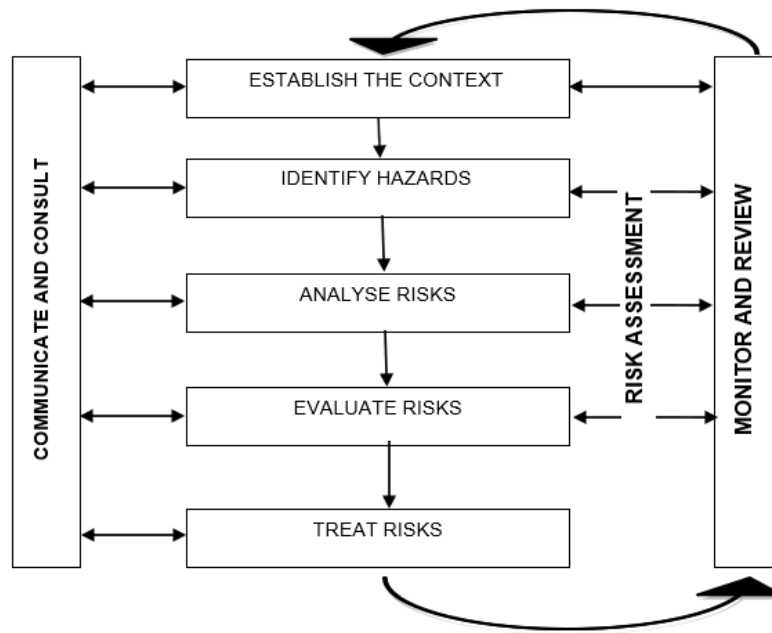 ESTABLISH THE CONTEXT
IDENTIFY HAZARDS
ANALYSE RISKS
EVALUATE RISKS
TREAT RISKS
COMMUNICATE AND CONSULT
RISK ASSESSMENT
MONITOR AND REVIEW